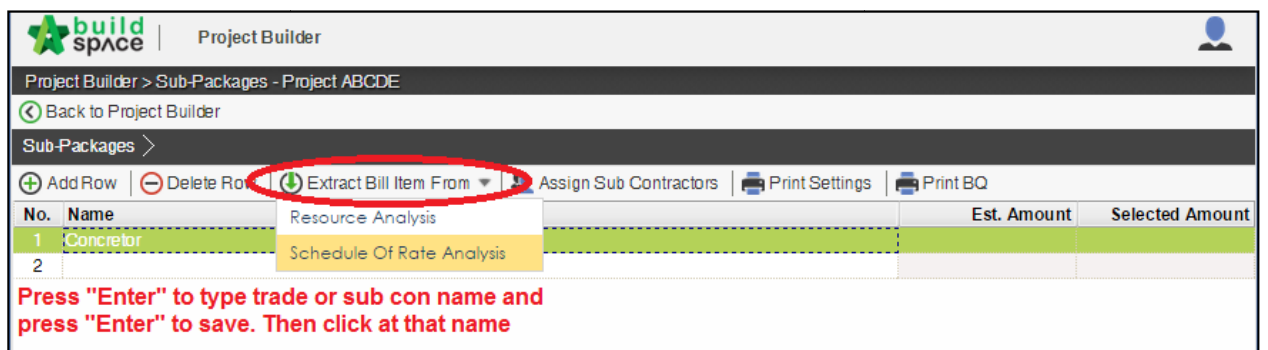 build
space
Project Builder
Project Builder > Sub-Packages - Project ABCDE
Back to Project Builder
Sub-Packages
Add Row Delete Row Extract Bill Item From Assign Sub Contractors Print Settings Print BQ
No. Name Est. Amount Selected Amount
Resource Analysis
1 Concretor
Schedule Of Rate Analysis
2
Press "Enter" to type trade or sub con name and
press "Enter" to save. Then click at that name